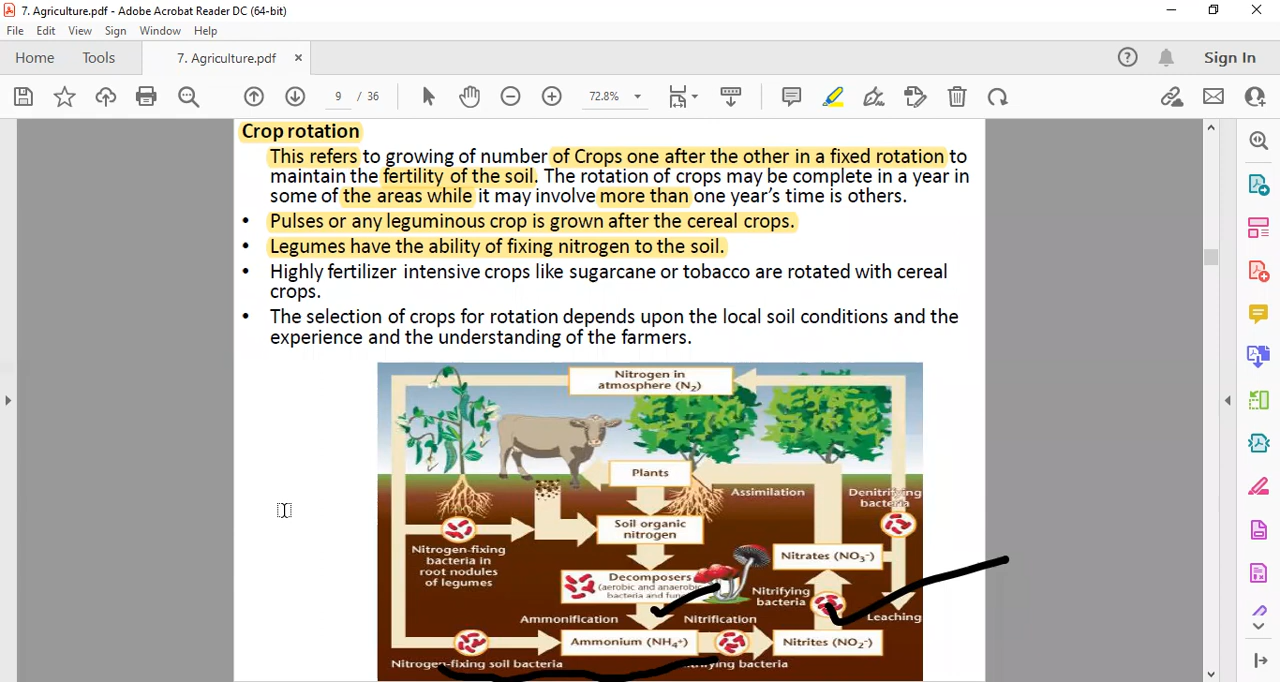 7. Agriculture.pdf - Adobe Acrobat Reader DC (64-bit)
File Edit View Sign Window Help
Home Tools 7. Agriculture.pdf × Sign In
9 / 36 72.8%
Crop rotation
This refers to growing of number of Crops one after the other in a fixed rotation to
maintain the fertility of the soil. The rotation of crops may be complete in a year in
some of the areas while it may involve more than one year's time is others.
• Pulses or any leguminous crop is grown after the cereal crops.
• Legumes have the ability of fixing nitrogen to the soil.
• Highly fertilizer intensive crops like sugarcane or tobacco are rotated with cereal
crops.
• The selection of crops for rotation depends upon the local soil conditions and the
experience and the understanding of the farmers.
Nitrogen in
atmosphere (N₂)
Plants
Assimilation
Denitrifying
bacteria
Soil organic
nitrogen
Nitrogen-fixing
bacteria in
root nodules
of legumes
Nitrates (NO₃⁻)
Decomposers
(aerobic and anaerobic
bacteria and
Nitrifying
bacteria
Ammonification
Nitrification
Leaching
Ammonium (NH₄⁺)
Nitrites (NO₂⁻)
Nitrogen-fixing soil bacteria
bacteria